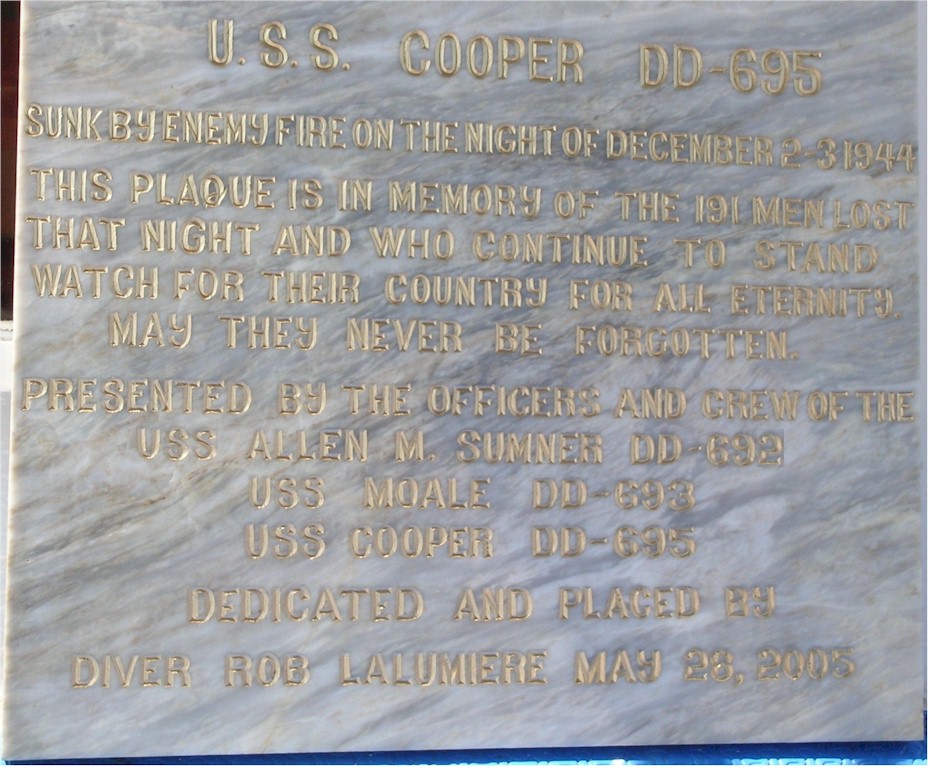 U.S.S. COOPER DD-695
SUNK BY ENEMY FIRE ON THE NIGHT OF DECEMBER 2-3 1944
THIS PLAQUE IS IN MEMORY OF THE 191 MEN LOST
THAT NIGHT AND WHO CONTINUE TO STAND
WATCH FOR THEIR COUNTRY FOR ALL ETERNITY.
MAY THEY NEVER BE FORGOTTEN.
PRESENTED BY THE OFFICERS AND CREW OF THE
USS ALLEN M. SUMNER DD-692
USS MOALE DD-693
USS COOPER DD-695
DEDICATED AND PLACED BY
DIVER ROB LALUMIERE MAY 28, 2005